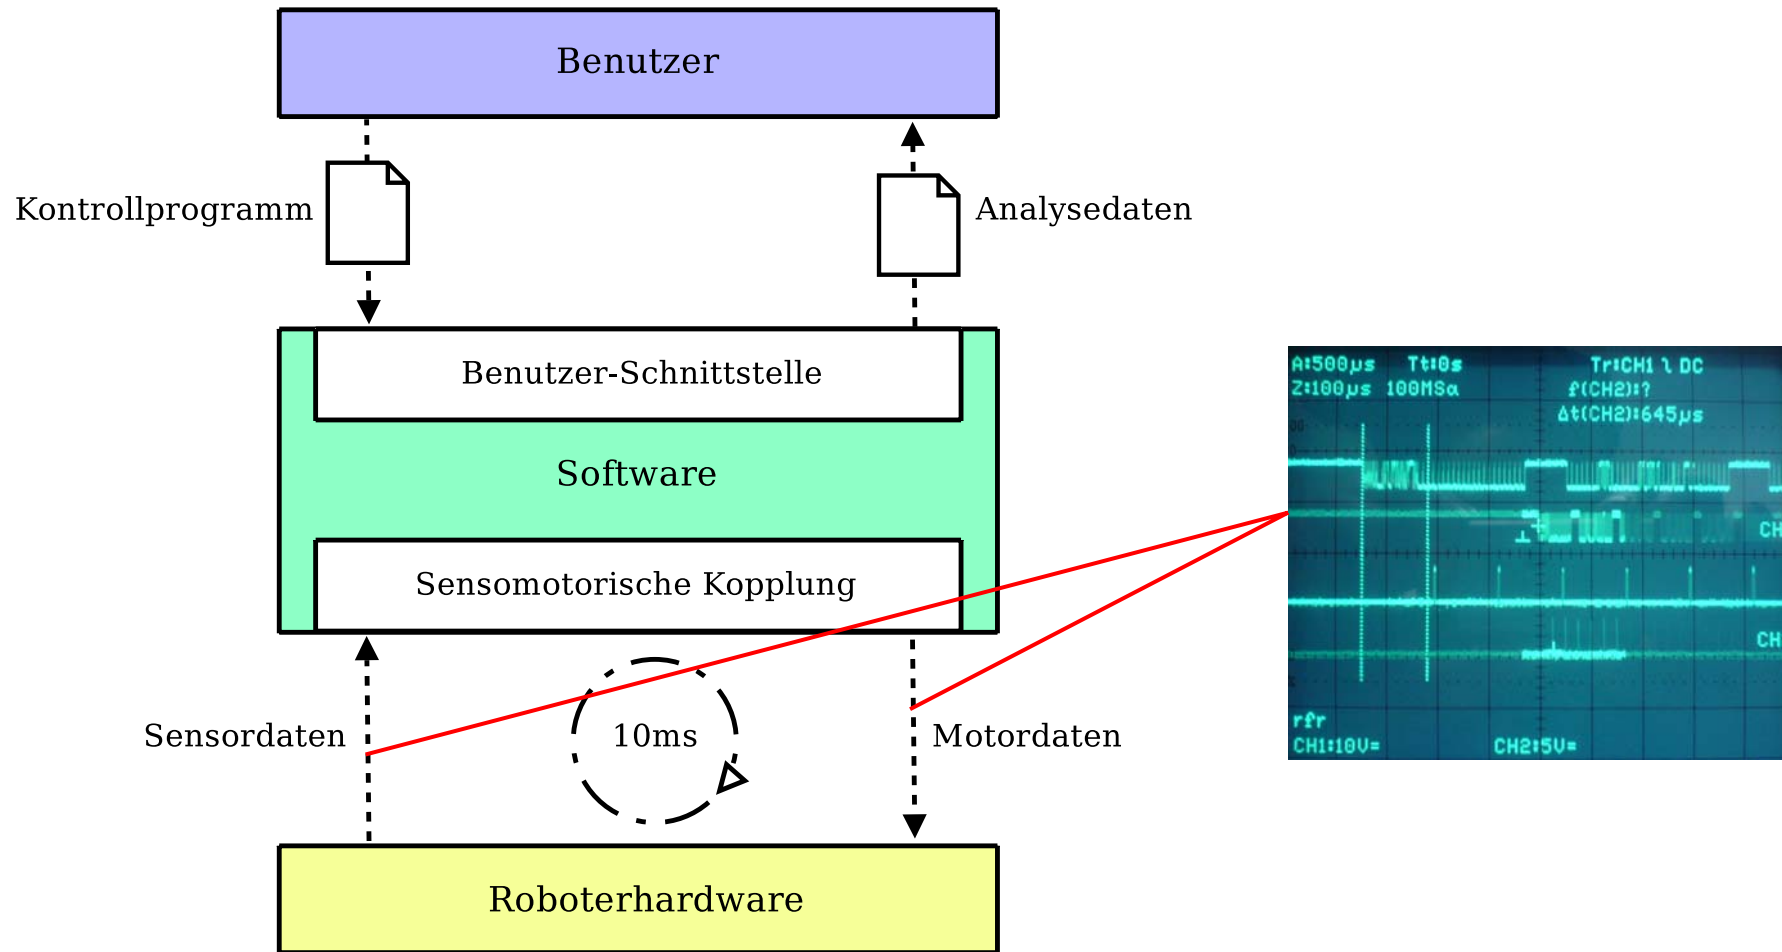 Benutzer
Kontrollprogramm
Analysedaten
Benutzer-Schnittstelle
Software
Sensomotorische Kopplung
Sensordaten
10ms
Motordaten
Roboterhardware
A:500µs Tt:0s Tr:CH1 DC
Z:100µs 100MSa f(CH2):?
Δt(CH2):645µs
CH
CH
rfr
CH1:10V= CH2:5V=